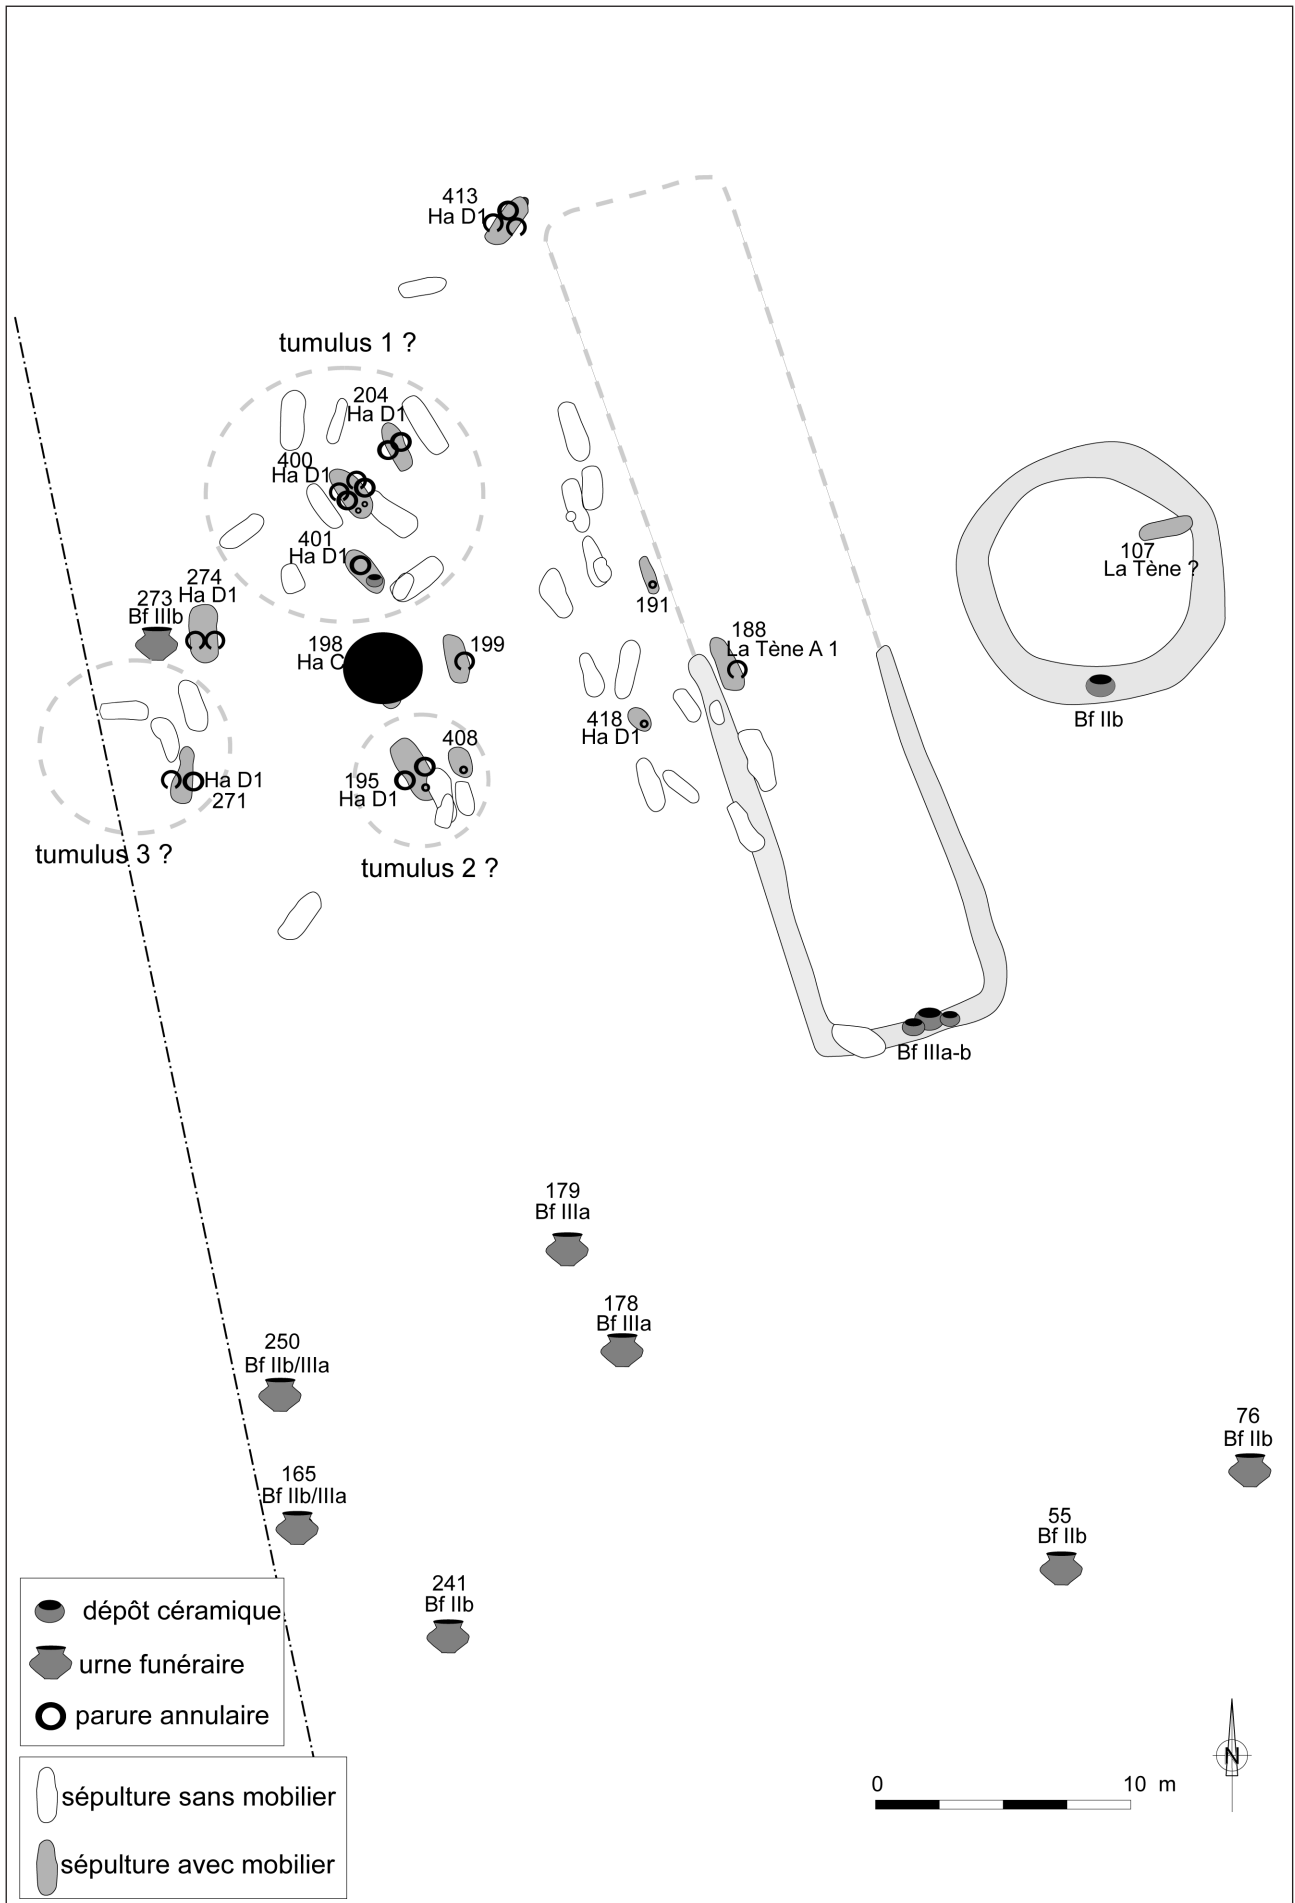 413
Ha D1
tumulus 1 ?
204
Ha D1
400
Ha D1
401
Ha D1
107
La Tène ?
274
Ha D1
273
Bf IIIb
191
198
Ha C
199
188
La Tène A 1
Bf IIb
418
Ha D1
408
195
Ha D1
Ha D1
271
tumulus 3 ?
tumulus 2 ?
Bf IIIa-b
179
Bf IIIa
178
Bf IIIa
250
Bf IIb/IIIa
76
Bf IIb
165
Bf IIb/IIIa
55
Bf IIb
241
Bf IIb
dépôt céramique
urne funéraire
parure annulaire
sépulture sans mobilier
sépulture avec mobilier
0 10 m
N